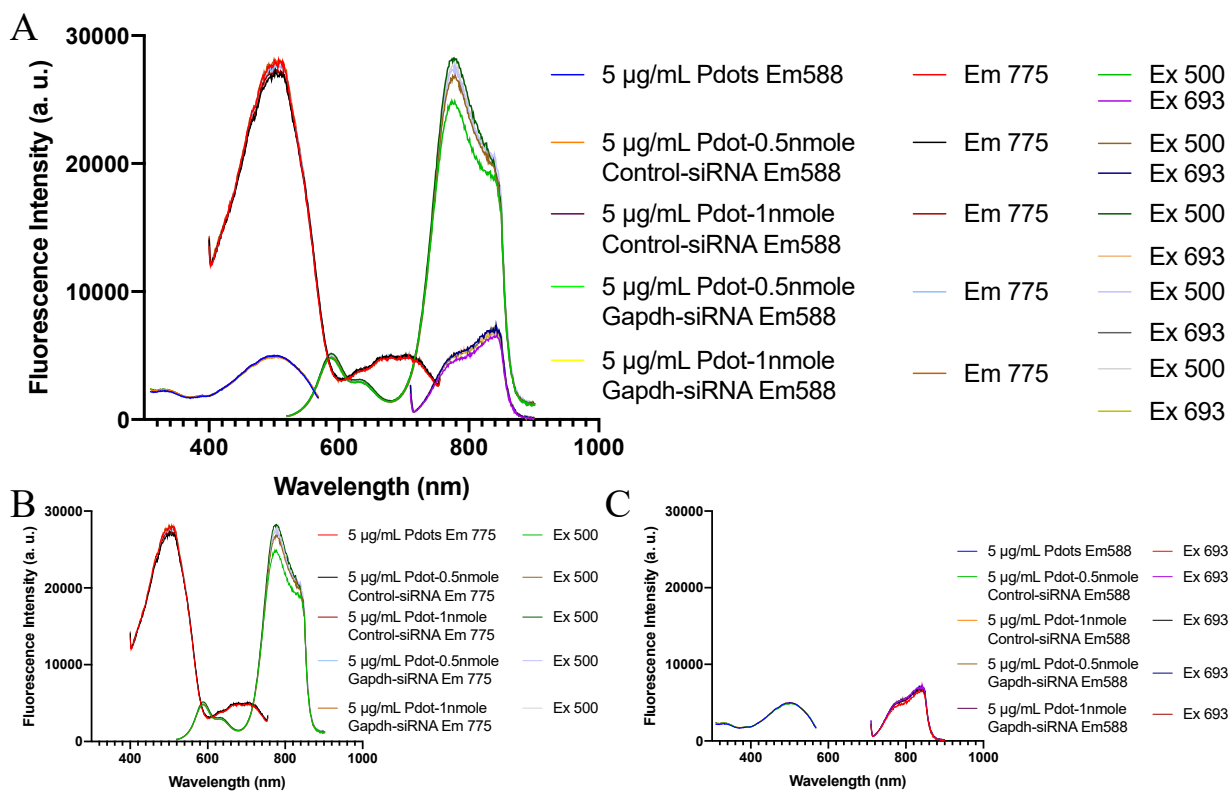 A
30000
20000
10000
0
Fluorescence Intensity (a. u.)
400
600
800
1000
Wavelength (nm)
5 µg/mL Pdots Em588
Em 775
Ex 500
Ex 693
5 µg/mL Pdot-0.5nmole
Control-siRNA Em588
Em 775
Ex 500
Ex 693
5 µg/mL Pdot-1nmole
Control-siRNA Em588
Em 775
Ex 500
Ex 693
5 µg/mL Pdot-0.5nmole
Gapdh-siRNA Em588
Em 775
Ex 500
Ex 693
5 µg/mL Pdot-1nmole
Gapdh-siRNA Em588
Em 775
Ex 500
Ex 693
B
30000
20000
10000
0
Fluorescence Intensity (a. u.)
400
600
800
1000
Wavelength (nm)
5 µg/mL Pdots Em 775
Ex 500
5 µg/mL Pdot-0.5nmole
Control-siRNA Em 775
Ex 500
5 µg/mL Pdot-1nmole
Control-siRNA Em 775
Ex 500
5 µg/mL Pdot-0.5nmole
Gapdh-siRNA Em 775
Ex 500
5 µg/mL Pdot-1nmole
Gapdh-siRNA Em 775
Ex 500
C
30000
20000
10000
0
Fluorescence Intensity (a. u.)
400
600
800
1000
Wavelength (nm)
5 µg/mL Pdots Em588
Ex 693
5 µg/mL Pdot-0.5nmole
Control-siRNA Em588
Ex 693
5 µg/mL Pdot-1nmole
Control-siRNA Em588
Ex 693
5 µg/mL Pdot-0.5nmole
Gapdh-siRNA Em588
Ex 693
5 µg/mL Pdot-1nmole
Gapdh-siRNA Em588
Ex 693